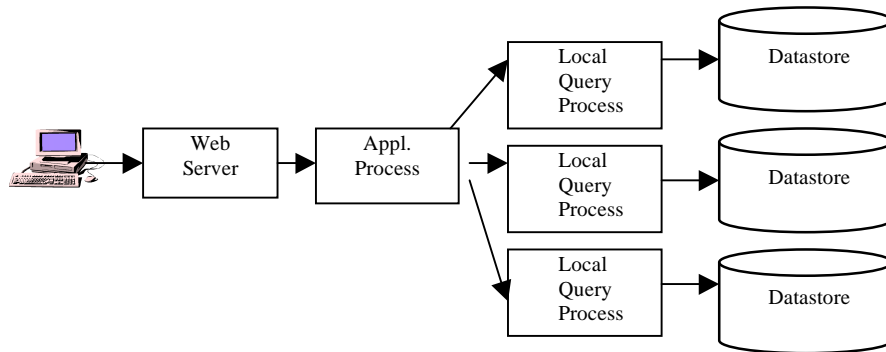 Web
Server
Appl.
Process
Local
Query
Process
Datastore
Local
Query
Process
Datastore
Local
Query
Process
Datastore